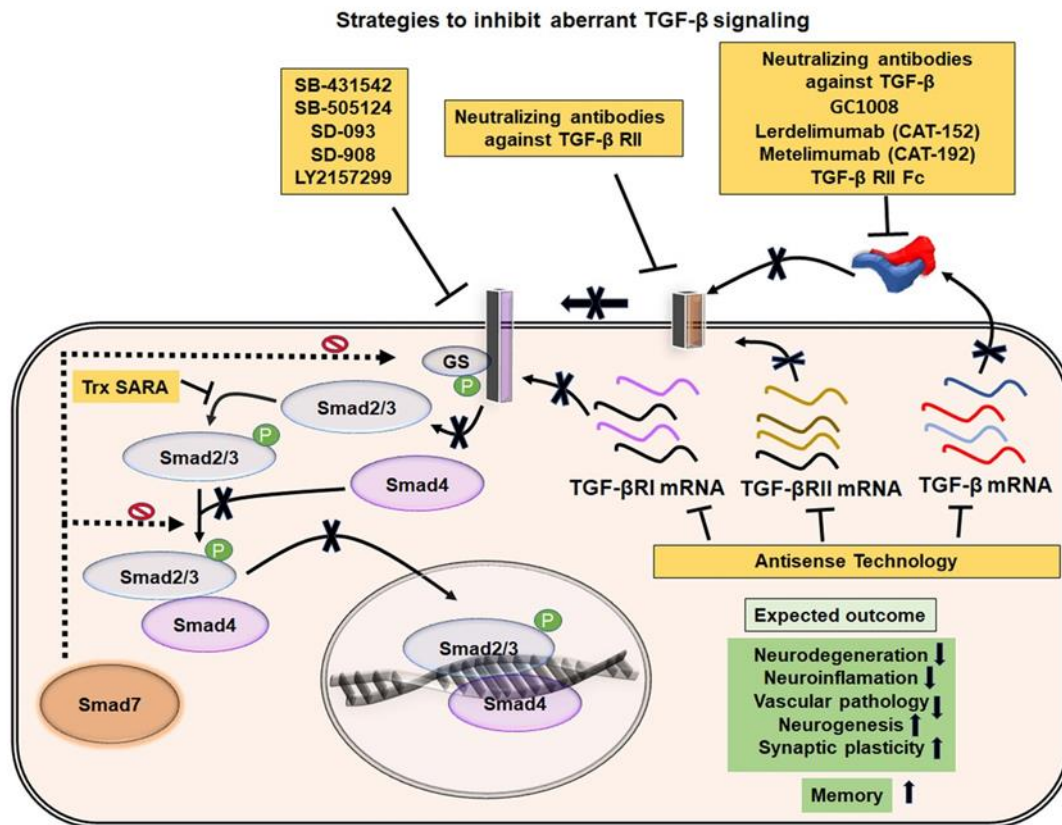 Strategies to inhibit aberrant TGF-β signaling
SB-431542
SB-505124
SD-093
SD-908
LY2157299
Neutralizing antibodies
against TGF-β RII
Neutralizing antibodies
against TGF-β
GC1008
Lerdelimumab (CAT-152)
Metelimumab (CAT-192)
TGF-β RII Fc
GS
P
Trx SARA
Smad2/3
P
Smad2/3
Smad4
TGF-βRI mRNA
TGF-βRII mRNA
TGF-β mRNA
P
Smad2/3
Smad4
Antisense Technology
P
Smad2/3
Smad4
Smad7
Expected outcome
Neurodegeneration
Neuroinflamation
Vascular pathology
Neurogenesis
Synaptic plasticity
Memory